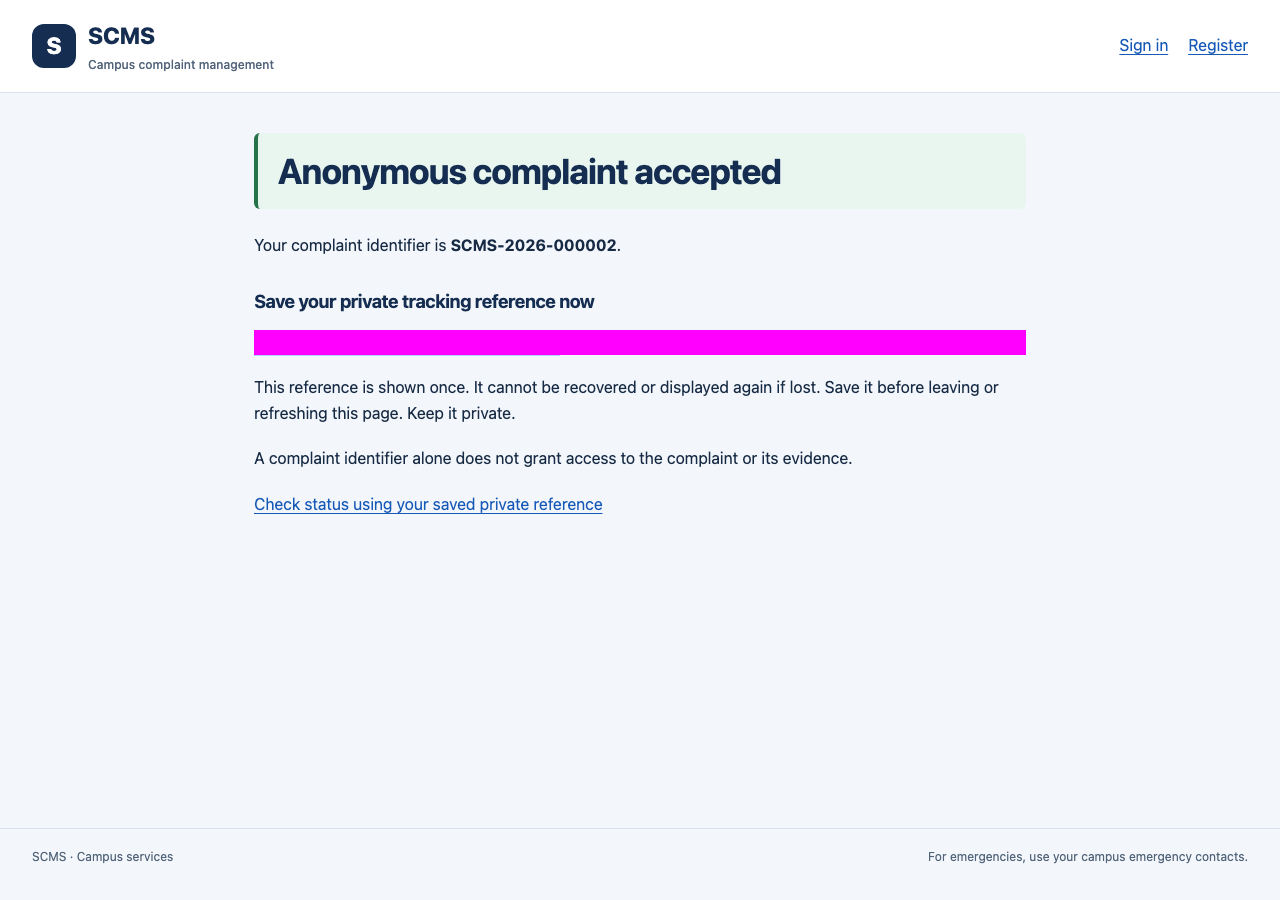 S
SCMS
Campus complaint management
Sign in
Register
Anonymous complaint accepted
Your complaint identifier is SCMS-2026-000002.
Save your private tracking reference now
This reference is shown once. It cannot be recovered or displayed again if lost. Save it before leaving or
refreshing this page. Keep it private.
A complaint identifier alone does not grant access to the complaint or its evidence.
Check status using your saved private reference
SCMS · Campus services
For emergencies, use your campus emergency contacts.